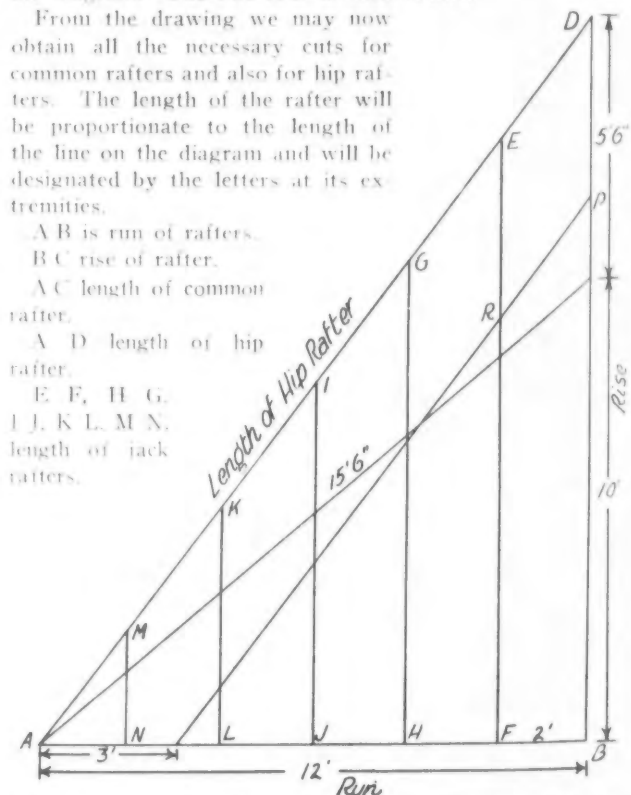 From the drawing we may now
obtain all the necessary cuts for
common rafters and also for hip raf-
ters. The length of the rafter will
be proportionate to the length of
the line on the diagram and will be
designated by the letters at its ex-
tremities.
A B is run of rafters.
B C rise of rafter.
A C length of common
rafter.
A D length of hip
rafter.
E F, H G,
I J, K L, M N,
length of jack
rafters.
D
5'6"
E
P
G
R
Length of Hip Rafter
I
Rise
15'6"
K
10'
M
A N L J H F 2' B
3'
12'
Run